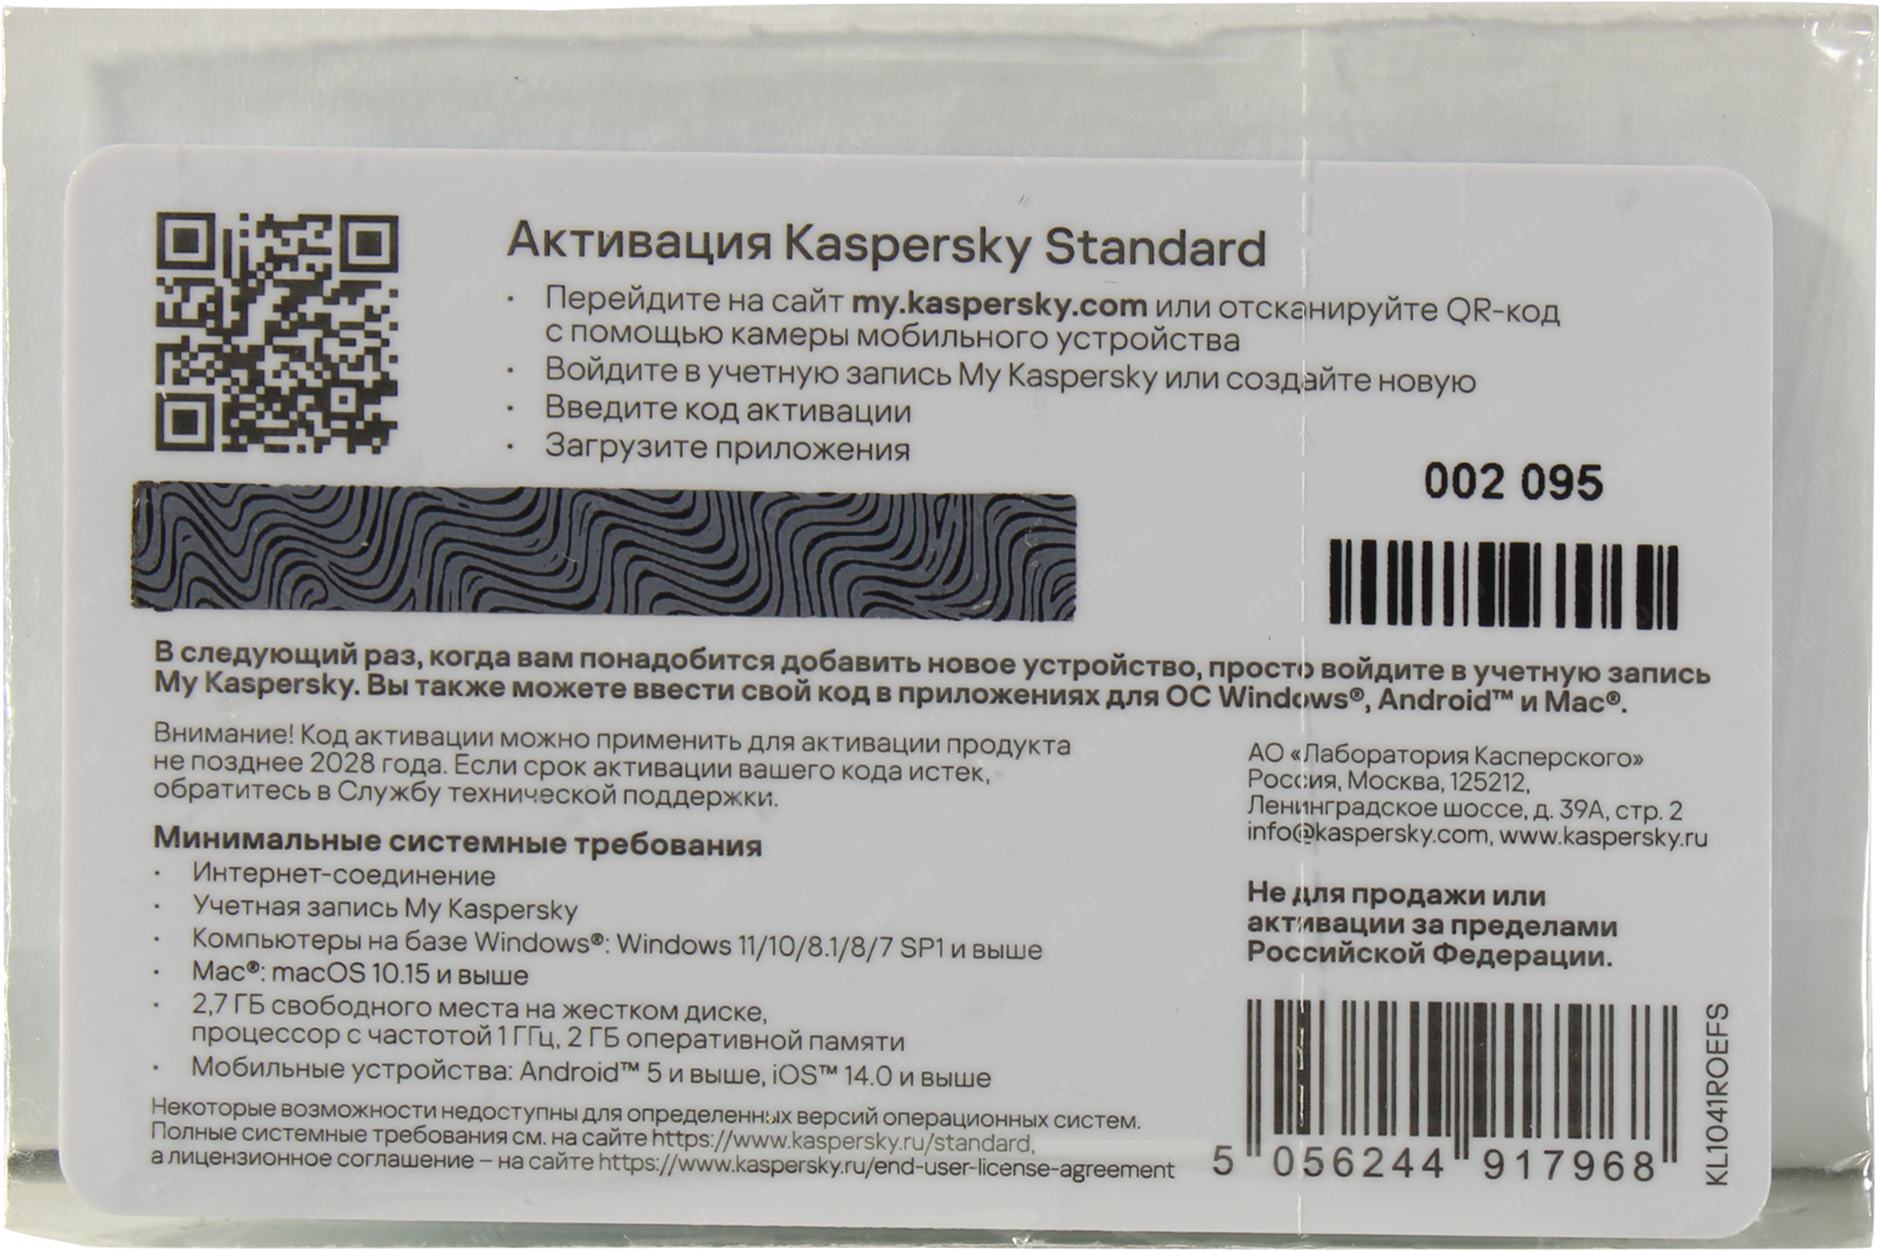 Активация Kaspersky Standard
· Перейдите на сайт my.kaspersky.com или отсканируйте QR-код
с помощью камеры мобильного устройства
· Войдите в учетную запись My Kaspersky или создайте новую
· Введите код активации
· Загрузите приложения
002 095
В следующий раз, когда вам понадобится добавить новое устройство, просто войдите в учетную запись
My Kaspersky. Вы также можете ввести свой код в приложениях для ОС Windows®, Android™ и Mac®.
Внимание! Код активации можно применить для активации продукта
не позднее 2028 года. Если срок активации вашего кода истек,
обратитесь в Службу технической поддержки.
АО «Лаборатория Касперского»
Россия, Москва, 125212,
Ленинградское шоссе, д. 39А, стр. 2
info@kaspersky.com, www.kaspersky.ru
Минимальные системные требования
· Интернет-соединение
· Учетная запись My Kaspersky
· Компьютеры на базе Windows®: Windows 11/10/8.1/8/7 SP1 и выше
· Mac®: macOS 10.15 и выше
· 2,7 ГБ свободного места на жестком диске,
процессор с частотой 1 ГГц, 2 ГБ оперативной памяти
· Мобильные устройства: Android™ 5 и выше, iOS™ 14.0 и выше
Не для продажи или
активации за пределами
Российской Федерации.
Некоторые возможности недоступны для определенных версий операционных систем.
Полные системные требования см. на сайте https://www.kaspersky.ru/standard,
а лицензионное соглашение – на сайте https://www.kaspersky.ru/end-user-license-agreement
5 056244 917968
KL1041ROEFS